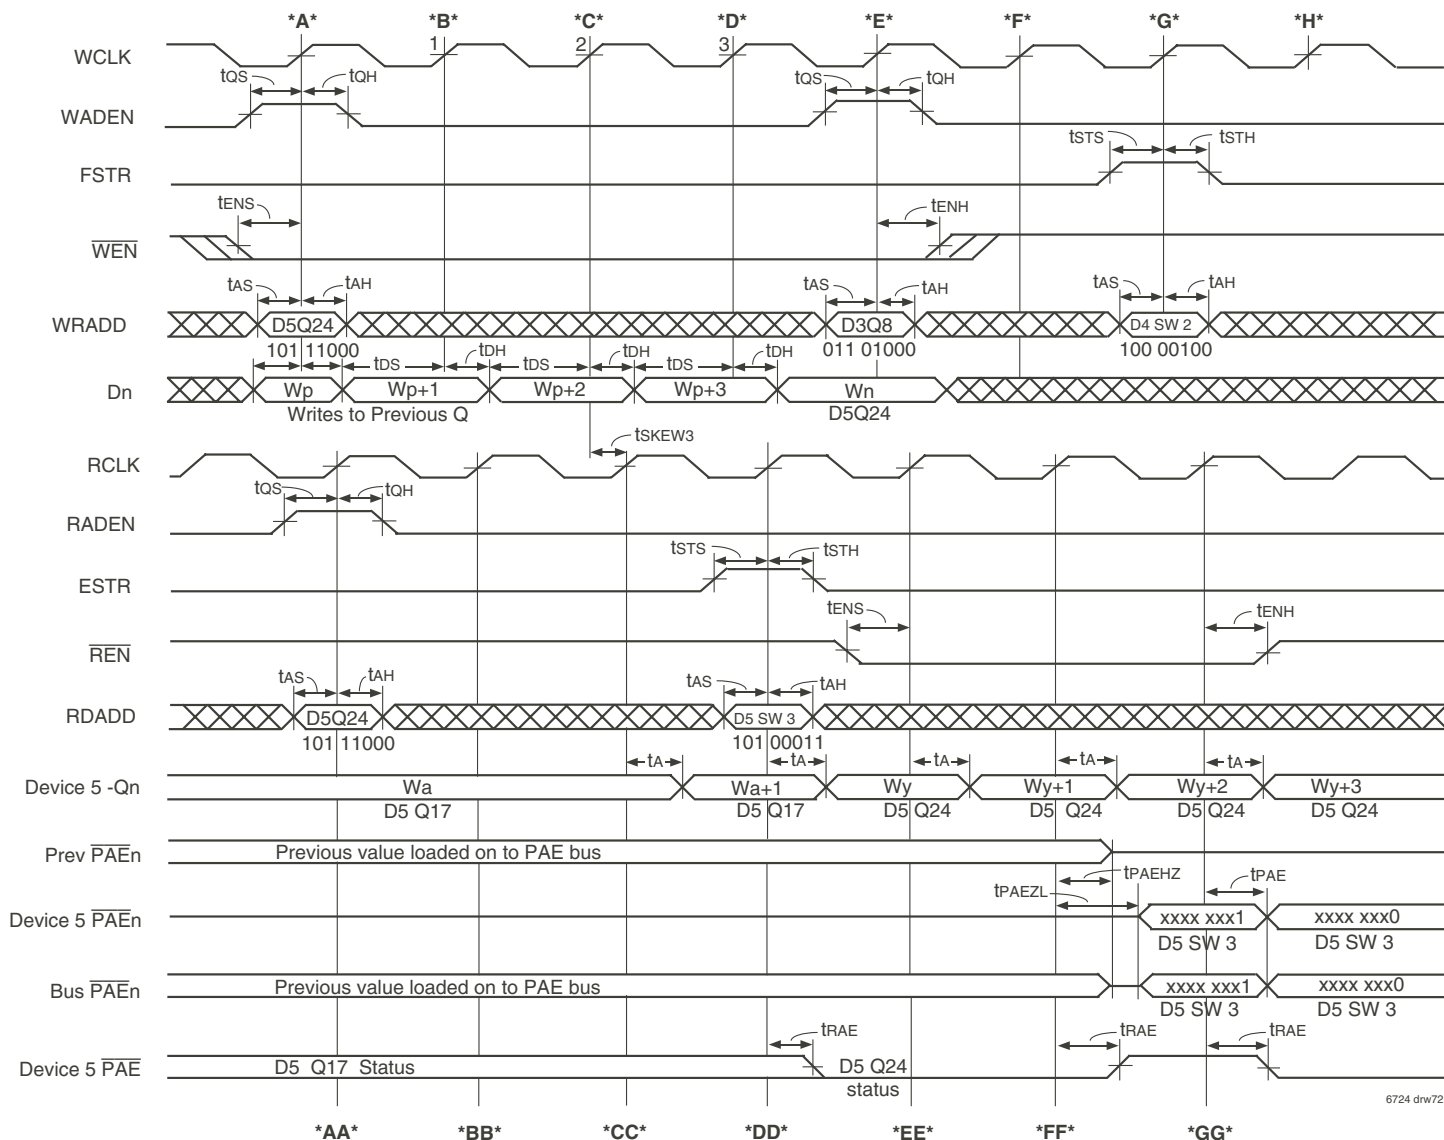 *A* *B* *C* *D* *E* *F* *G* *H*
WCLK 1 2 3
tQS tQH tQS tQH
WADEN
tSTS tSTH
FSTR
tENS tENH
WEN
tAS tAH tAS tAH tAS tAH
WRADD D5Q24 D3Q8 D4 SW 2
101 11000 011 01000 100 00100
tDS tDH tDS tDH tDS tDH
Dn Wp Wp+1 Wp+2 Wp+3 Wn
Writes to Previous Q D5Q24
tSKEW3
RCLK
tQS tQH
RADEN
tSTS tSTH
ESTR
tENS tENH
REN
tAS tAH tAS tAH
RDADD D5Q24 D5 SW 3
101 11000 101 00011
tA tA tA tA tA
Device 5 -Qn Wa Wa+1 Wy Wy+1 Wy+2 Wy+3
D5 Q17 D5 Q17 D5 Q24 D5 Q24 D5 Q24 D5 Q24
Prev PAEn Previous value loaded on to PAE bus
tPAEHZ tPAE
tPAEZL
Device 5 PAEn xxxx xxx1 xxxx xxx0
D5 SW 3 D5 SW 3
Bus PAEn Previous value loaded on to PAE bus xxxx xxx1 xxxx xxx0
D5 SW 3 D5 SW 3
tRAE tRAE tRAE
Device 5 PAE D5 Q17 Status D5 Q24
status
6724 drw72
*AA* *BB* *CC* *DD* *EE* *FF* *GG*